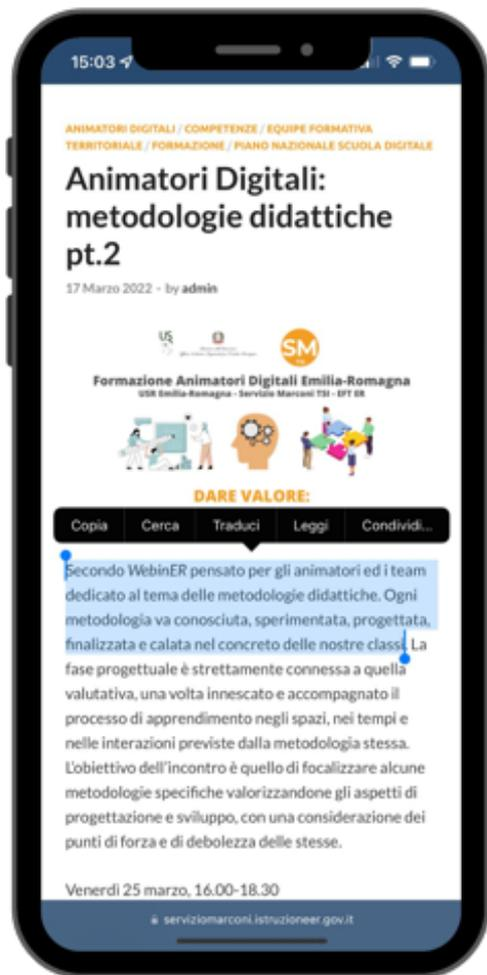 15:03
ANIMATORI DIGITALI / COMPETENZE / EQUIPE FORMATIVA
TERRITORIALE / FORMAZIONE / PIANO NAZIONALE SCUOLA DIGITALE
Animatori Digitali:
metodologie didattiche
pt.2
17 Marzo 2022 - by admin
US
SM
Formazione Animatori Digitali Emilia-Romagna
USR Emilia-Romagna - Servizio Marconi TSI - EFT ER
DARE VALORE:
Copia Cerca Traduci Leggi Condividi...
Secondo WebinER pensato per gli animatori ed i team
dedicato al tema delle metodologie didattiche. Ogni
metodologia va conosciuta, sperimentata, progettata,
finalizzata e calata nel concreto delle nostre classi. La
fase progettuale è strettamente connessa a quella
valutativa, una volta innescato e accompagnato il
processo di apprendimento negli spazi, nei tempi e
nelle interazioni previste dalla metodologia stessa.
L'obiettivo dell'incontro è quello di focalizzare alcune
metodologie specifiche valorizzandone gli aspetti di
progettazione e sviluppo, con una considerazione dei
punti di forza e di debolezza delle stesse.
Venerdì 25 marzo, 16.00-18.30
serviziomarconi.istruzioneer.gov.it